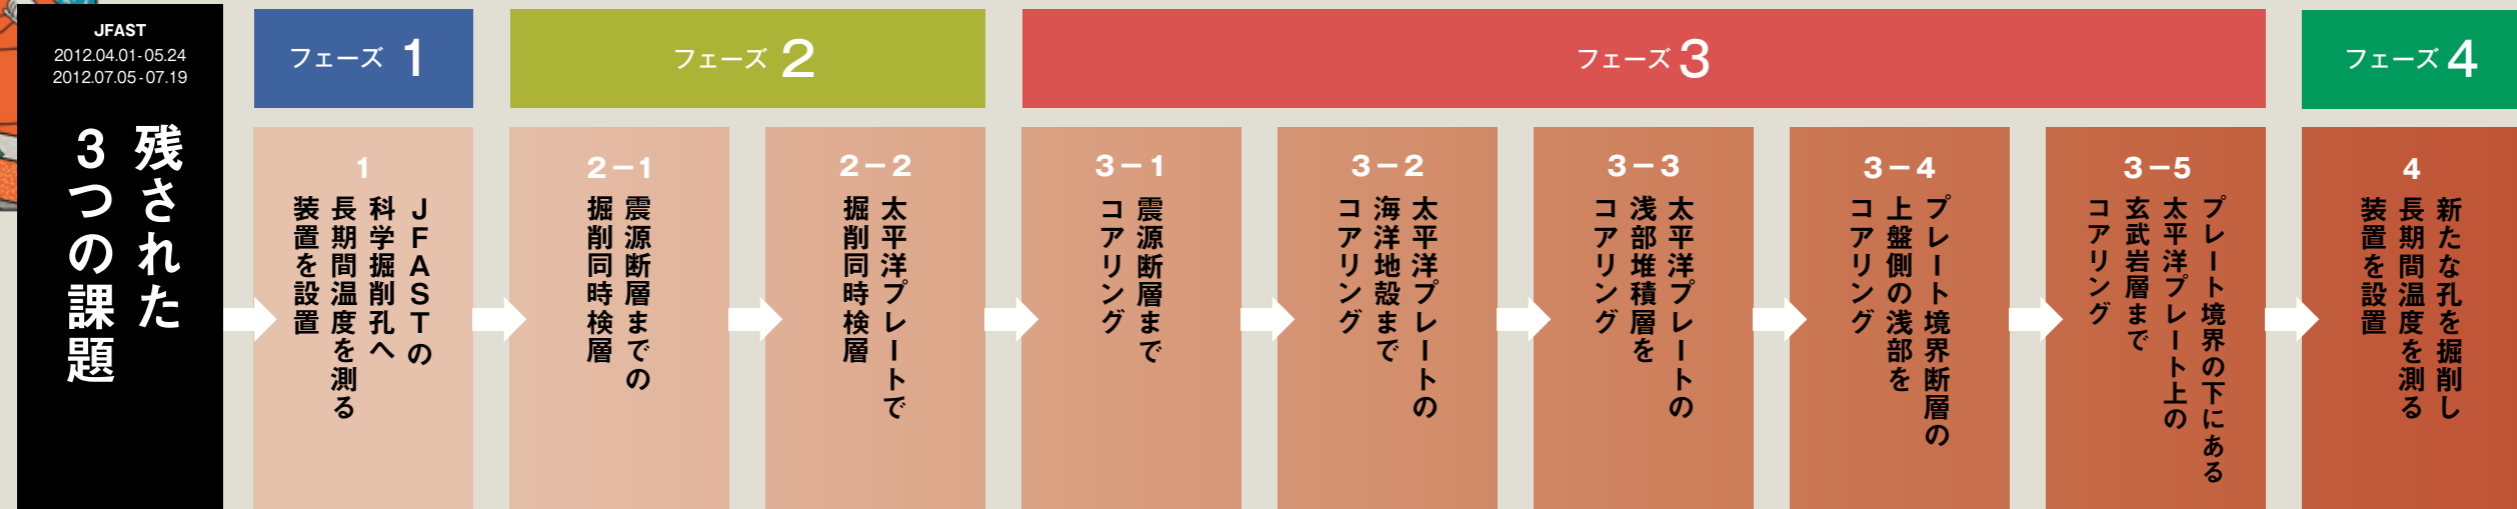 JFAST
2012.04.01-05.24
2012.07.05-07.19
残された
3つの課題
フェーズ 1
1
JFASTの
科学掘削孔へ
長期間温度を測る
装置を設置
フェーズ 2
2－1
震源断層までの
掘削同時検層
2－2
太平洋プレートで
掘削同時検層
フェーズ 3
3－1
震源断層まで
コアリング
3－2
太平洋プレートの
海洋地殻まで
コアリング
3－3
太平洋プレートの
浅部堆積層を
コアリング
3－4
プレート境界断層の
上盤側の浅部を
コアリング
3－5
プレート境界の下にある
太平洋プレート上の
玄武岩層まで
コアリング
フェーズ 4
4
新たな孔を掘削し
長期間温度を測る
装置を設置